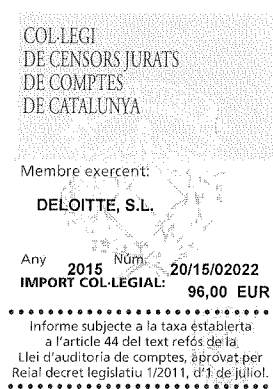 COL·LEGI
DE CENSORS JURATS
DE COMPTES
DE CATALUNYA
Membre exercent:
DELOITTE, S.L.
Any 2015 Núm. 20/15/02022
IMPORT COL·LEGIAL: 96,00 EUR
Informe subjecte a la taxa establerta
a l'article 44 del text refós de la
Llei d'auditoria de comptes, aprovat per
Reial decret legislatiu 1/2011, d'1 de juliol.